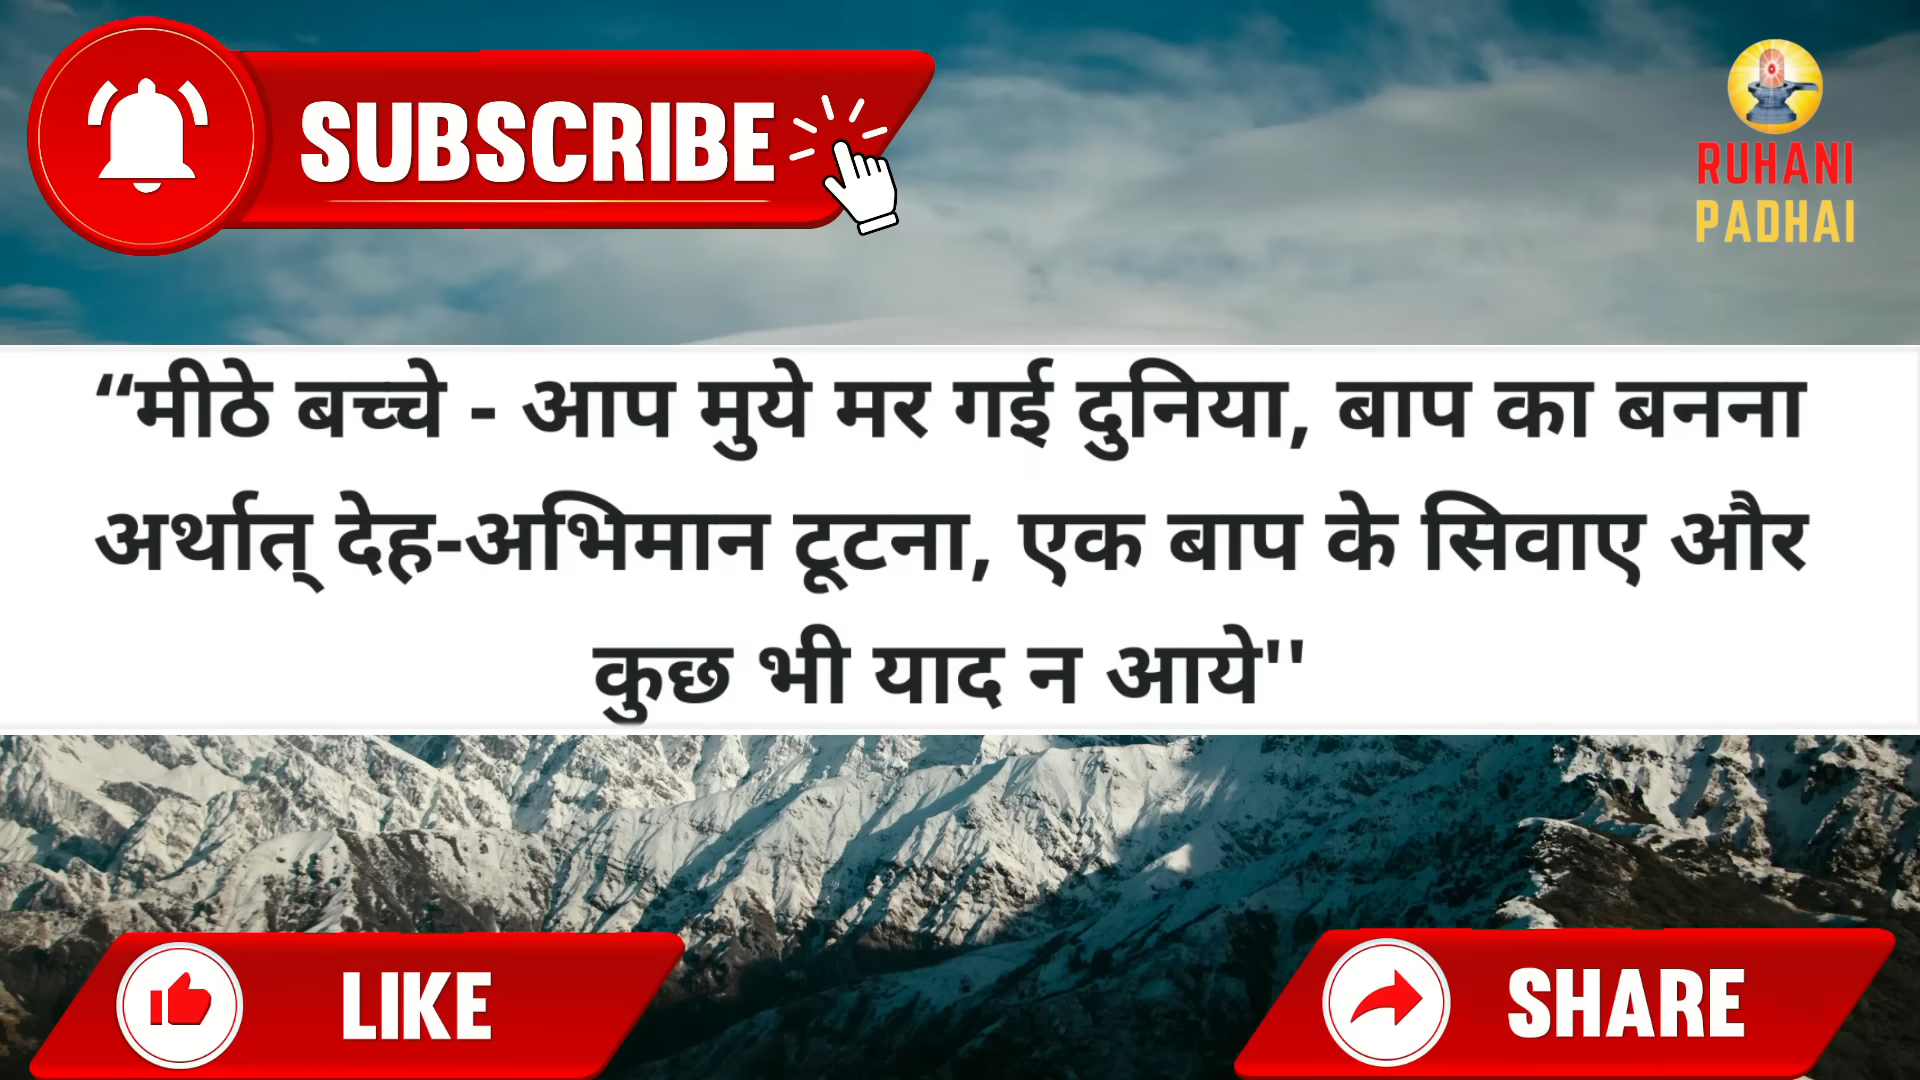 SUBSCRIBE
RUHANI
PADHAI
“मीठे बच्चे - आप मुये मर गई दुनिया, बाप का बनना
अर्थात् देह-अभिमान टूटना, एक बाप के सिवाए और
कुछ भी याद न आये''
LIKE
SHARE